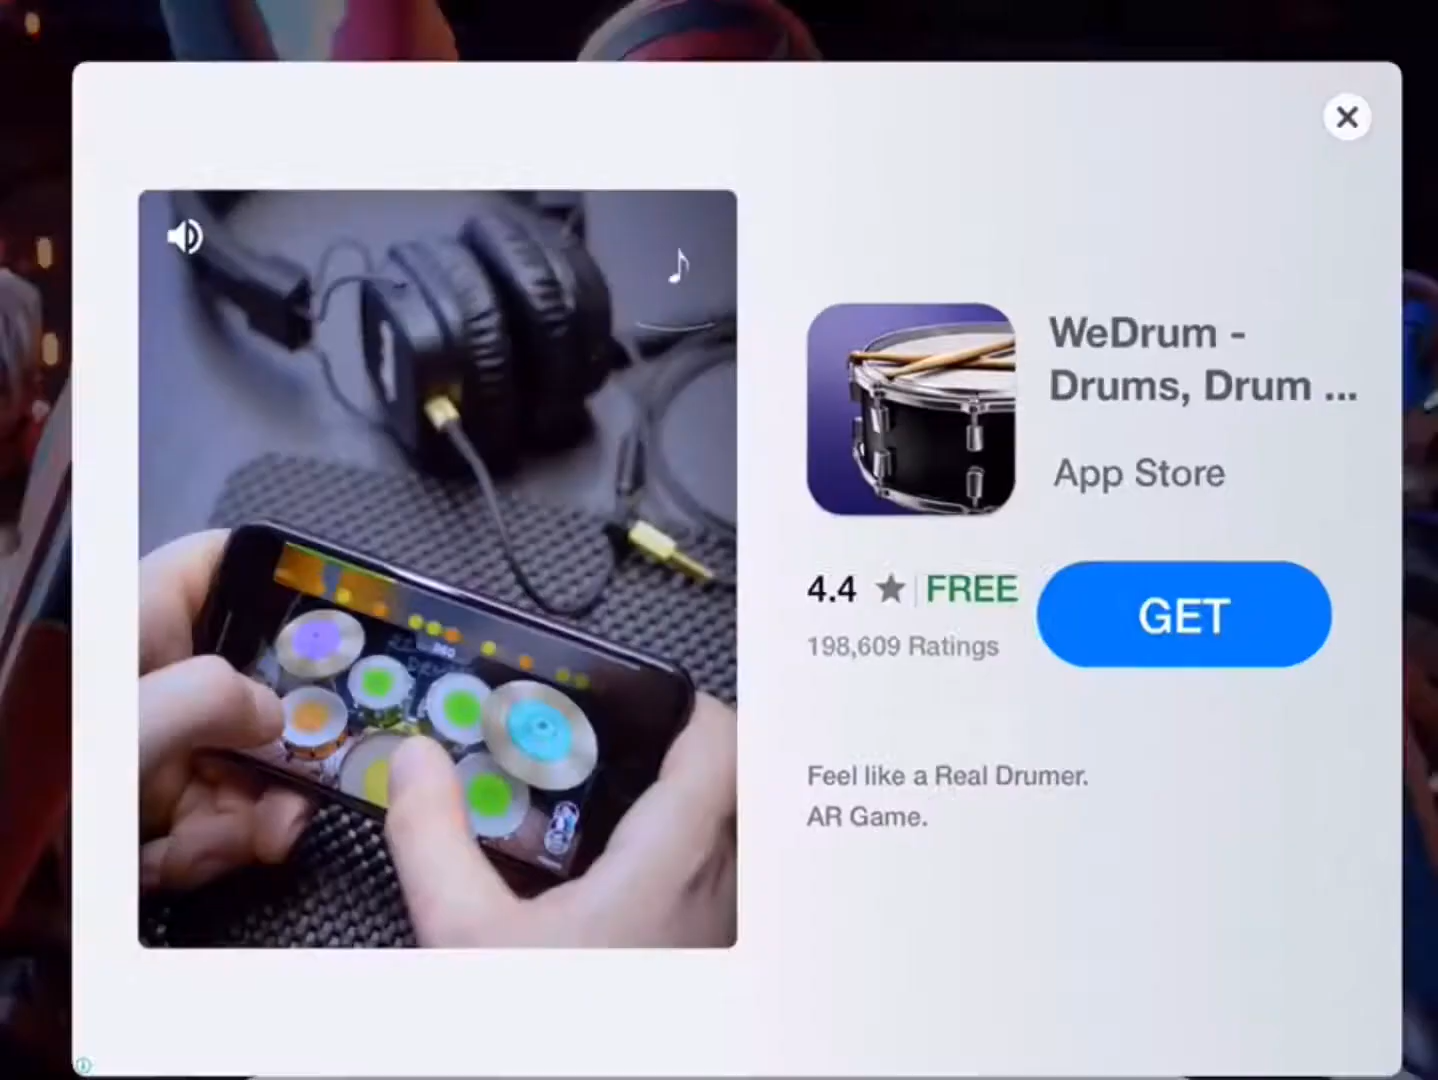 WeDrum -
Drums, Drum ...
App Store
4.4 ★ | FREE
198,609 Ratings
GET
Feel like a Real Drumer.
AR Game.